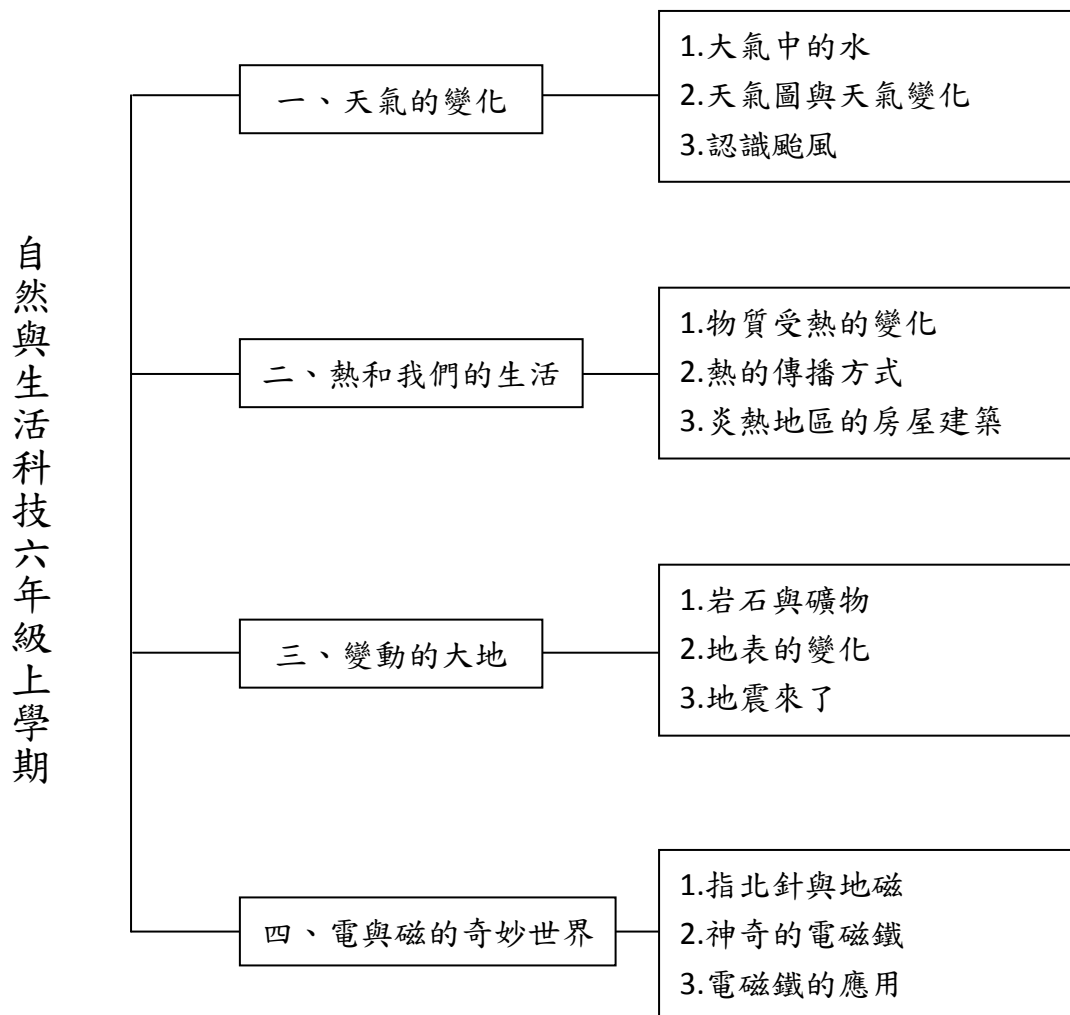 自然與生活科技六年級上學期
一、天氣的變化
1.大氣中的水
2.天氣圖與天氣變化
3.認識颱風
二、熱和我們的生活
1.物質受熱的變化
2.熱的傳播方式
3.炎熱地區的房屋建築
三、變動的大地
1.岩石與礦物
2.地表的變化
3.地震來了
四、電與磁的奇妙世界
1.指北針與地磁
2.神奇的電磁鐵
3.電磁鐵的應用